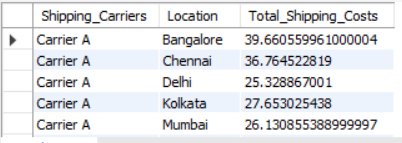 Shipping_Carriers Location Total_Shipping_Costs
Carrier A Bangalore 39.660559961000004
Carrier A Chennai 36.764522819
Carrier A Delhi 25.328867001
Carrier A Kolkata 27.653025438
Carrier A Mumbai 26.130855388999997